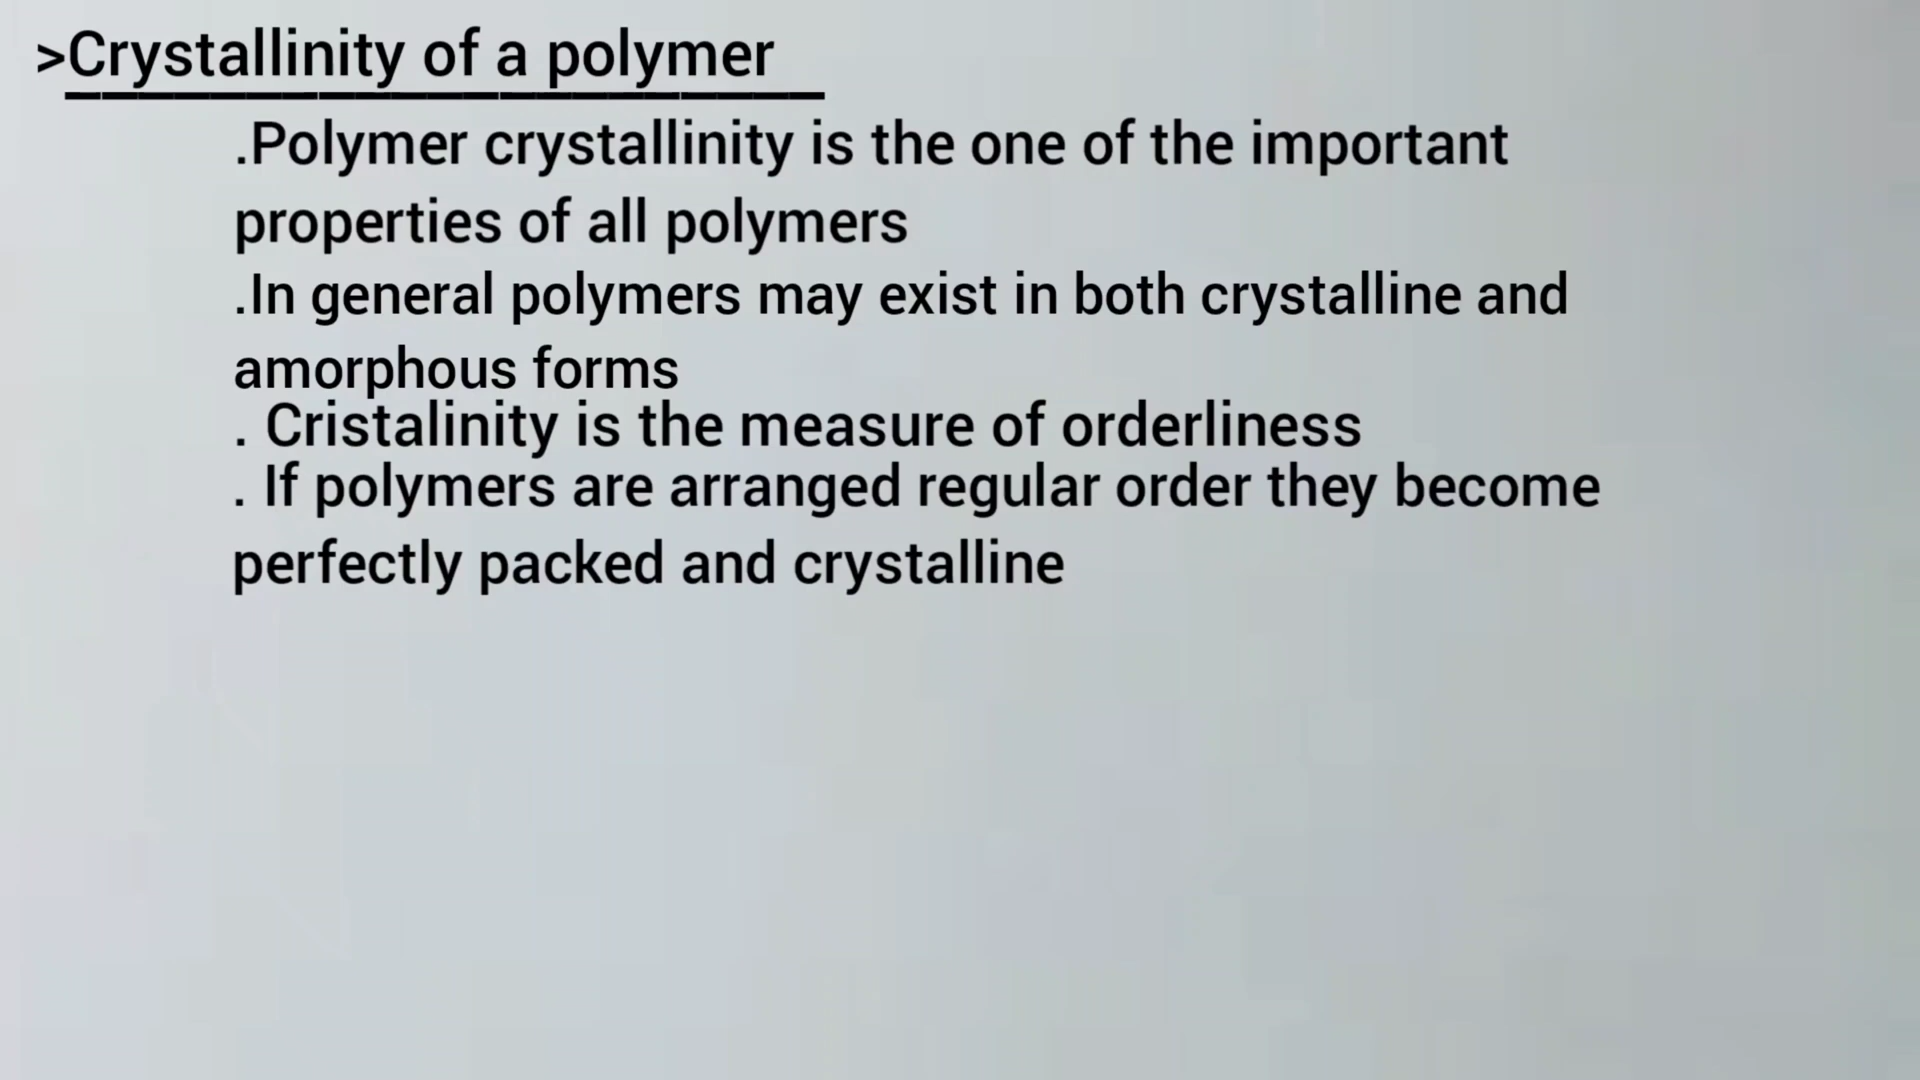 >Crystallinity of a polymer
.Polymer crystallinity is the one of the important
properties of all polymers
.In general polymers may exist in both crystalline and
amorphous forms
. Cristalinity is the measure of orderliness
. If polymers are arranged regular order they become
perfectly packed and crystalline